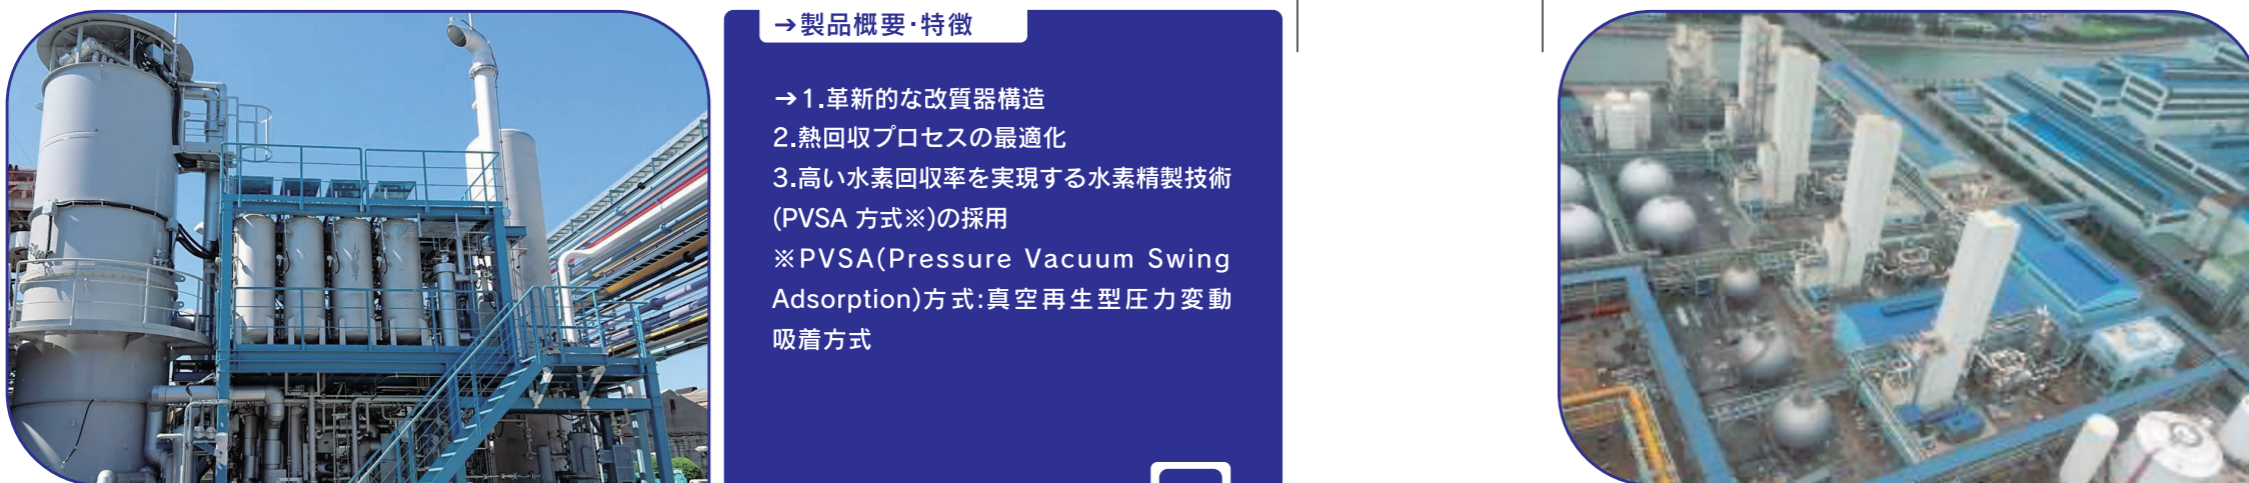 →製品概要･特徴
→1.革新的な改質器構造
2.熱回収プロセスの最適化
3.高い水素回収率を実現する水素精製技術
(PVSA 方式※)の採用
※PVSA(Pressure Vacuum Swing
Adsorption)方式:真空再生型圧力変動
吸着方式